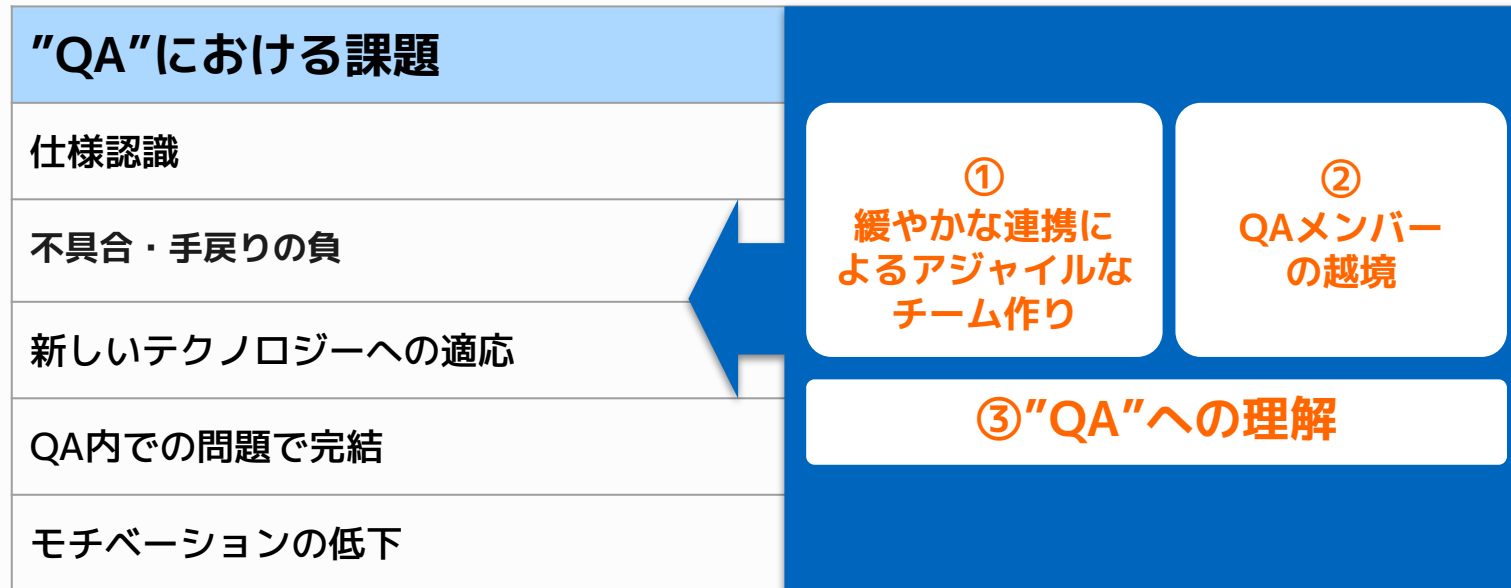 ”QA”における課題
仕様認識
不具合・手戻りの負
新しいテクノロジーへの適応
QA内での問題で完結
モチベーションの低下
①
緩やかな連携に
よるアジャイルな
チーム作り
②
QAメンバー
の越境
③”QA”への理解